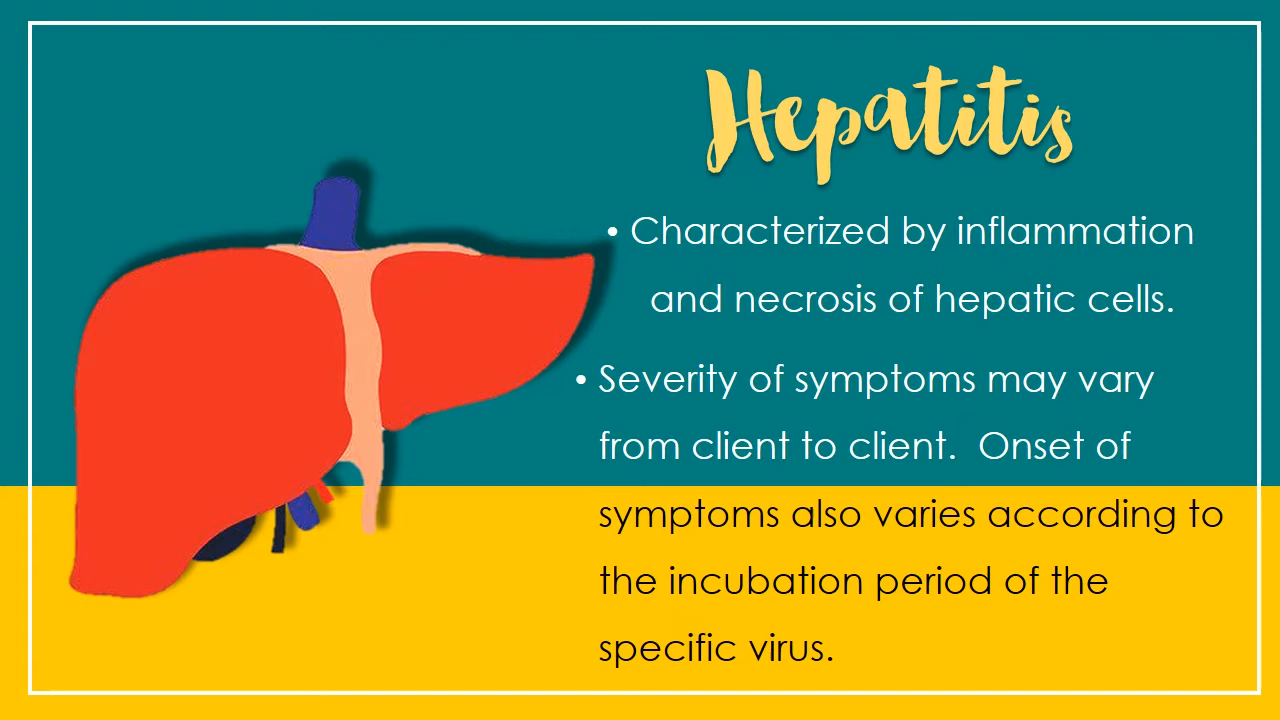 Hepatitis
• Characterized by inflammation
and necrosis of hepatic cells.
• Severity of symptoms may vary
from client to client.  Onset of
symptoms also varies according to
the incubation period of the
specific virus.